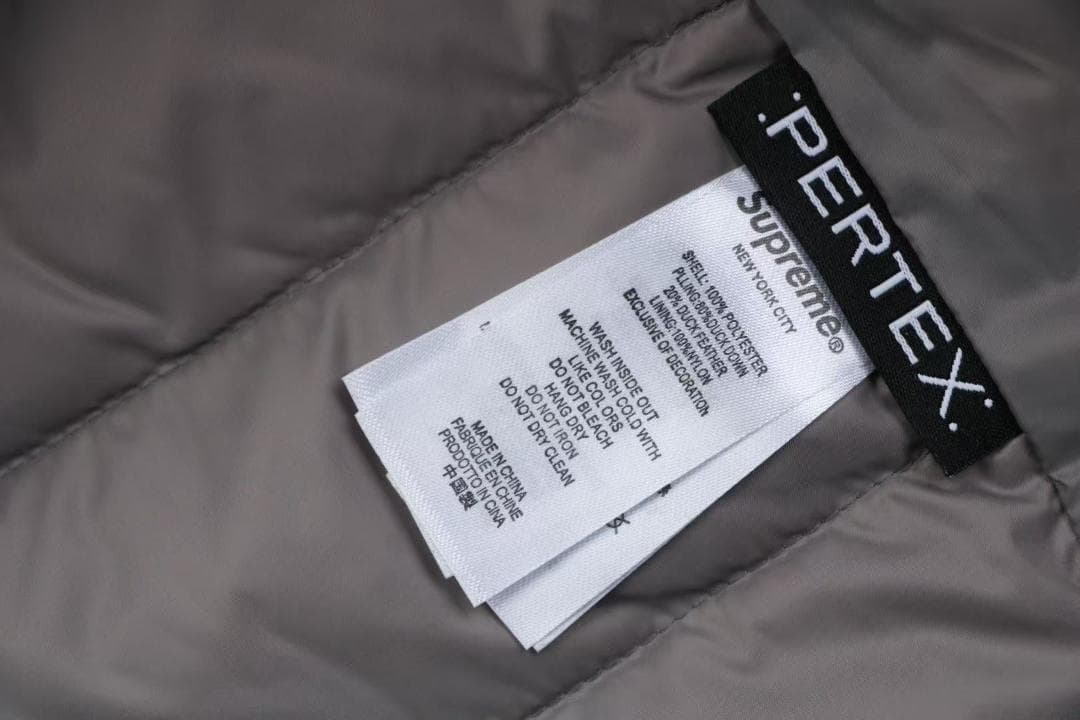 .PERTEX.
Supreme®
NEW YORK CITY
SHELL: 100% POLYESTER
PLLING:80%DUCK DOWN
20% DUCK FEATHER
LINING:100%NYLON
EXCLUSIVE OF DECORATION
WASH INSIDE OUT
MACHINE WASH COLD WITH
LIKE COLORS
DO NOT BLEACH
HANG DRY
DO NOT IRON
DO NOT DRY CLEAN
MADE IN CHINA
FABRIQUE EN CHINE
PRODOTTO IN CINA
中國製